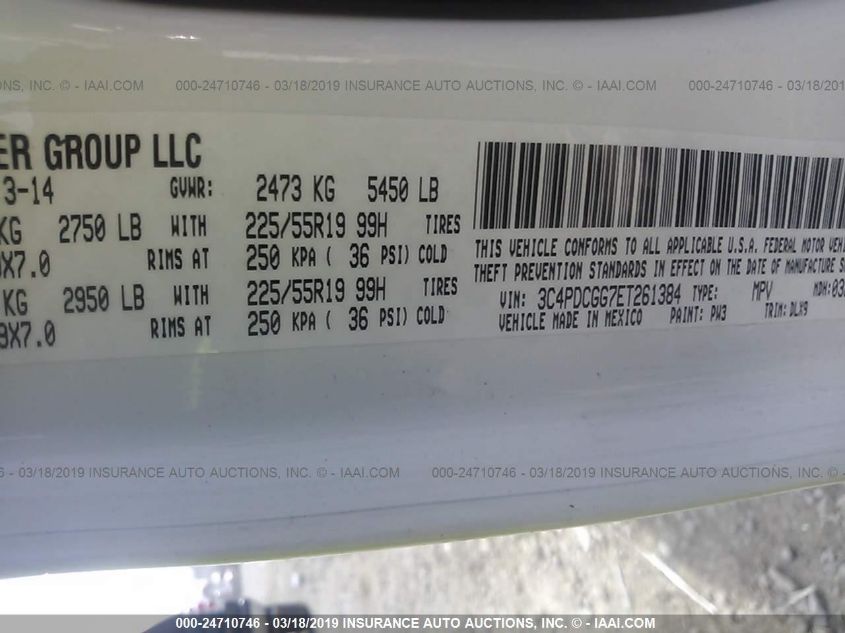 . © - IAAI.COM 000-24710746 - 03/18/2019 INSURANCE AUTO AUCTIONS, INC. © - IAAI.COM 000-24710746 - 03/18
ER GROUP LLC
3-14 GVWR: 2473 KG 5450 LB
KG 2750 LB WITH 225/55R19 99H TIRES
X7.0 RIMS AT 250 KPA ( 36 PSI) COLD
KG 2950 LB WITH 225/55R19 99H TIRES
9X7.0 RIMS AT 250 KPA ( 36 PSI) COLD
THIS VEHICLE CONFORMS TO ALL APPLICABLE U.S.A. FEDERAL MOTOR VEHI
THEFT PREVENTION STANDARDS IN EFFECT ON THE DATE OF MANUFACTURE S
VIN: 3C4PDCGG7ET261384 TYPE: MPV MDH: 03
VEHICLE MADE IN MEXICO PAINT: PW3 TRIM: DLX9
- 03/18/2019 INSURANCE AUTO AUCTIONS, INC. © - IAAI.COM 000-24710746 - 03/18/2019 INSURANCE AUTO AUCTIONS, INC. © - IAAI
000-24710746 - 03/18/2019 INSURANCE AUTO AUCTIONS, INC. © - IAAI.COM